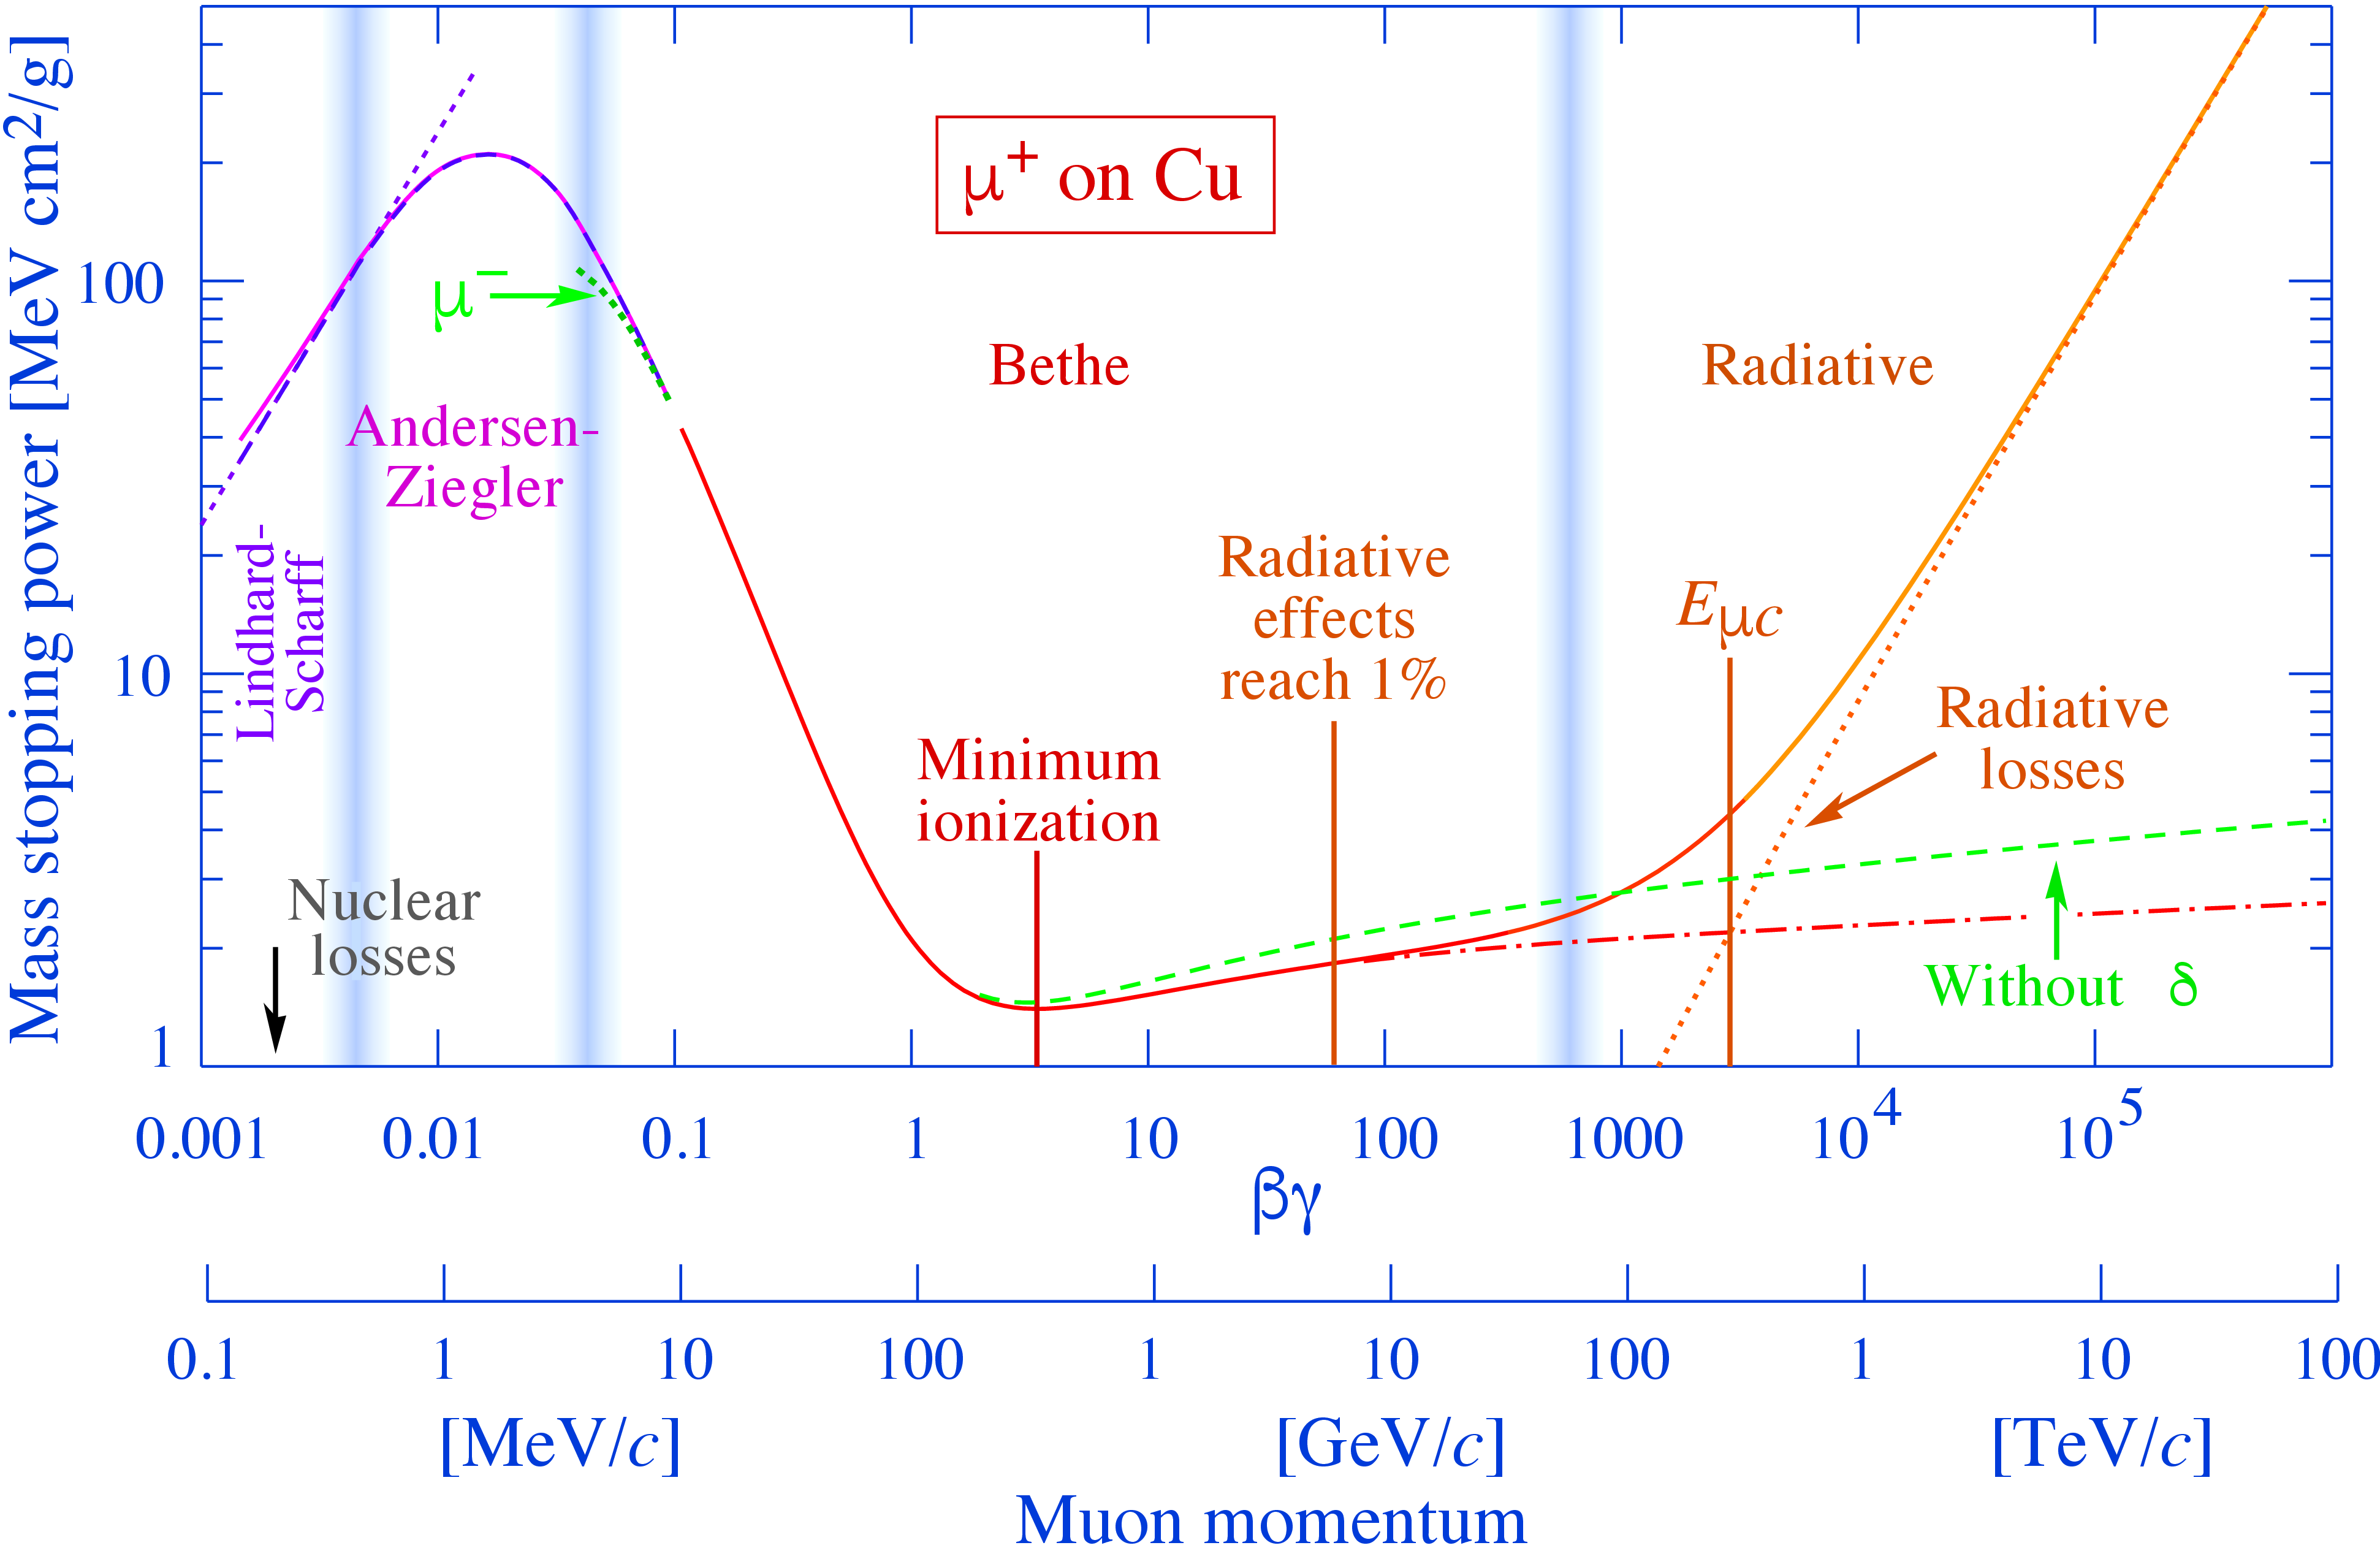 Mass stopping power [MeV cm²/g]
100
10
1
μ⁺ on Cu
μ⁻
Bethe
Radiative
Andersen-
Ziegler
Lindhard-
Scharff
Radiative
effects
reach 1%
Eμc
Radiative
losses
Minimum
ionization
Nuclear
losses
Without δ
0.001 0.01 0.1 1 10 100 1000 10⁴ 10⁵
βγ
0.1 1 10 100 1 10 100 1 10 100
[MeV/c] [GeV/c] [TeV/c]
Muon momentum